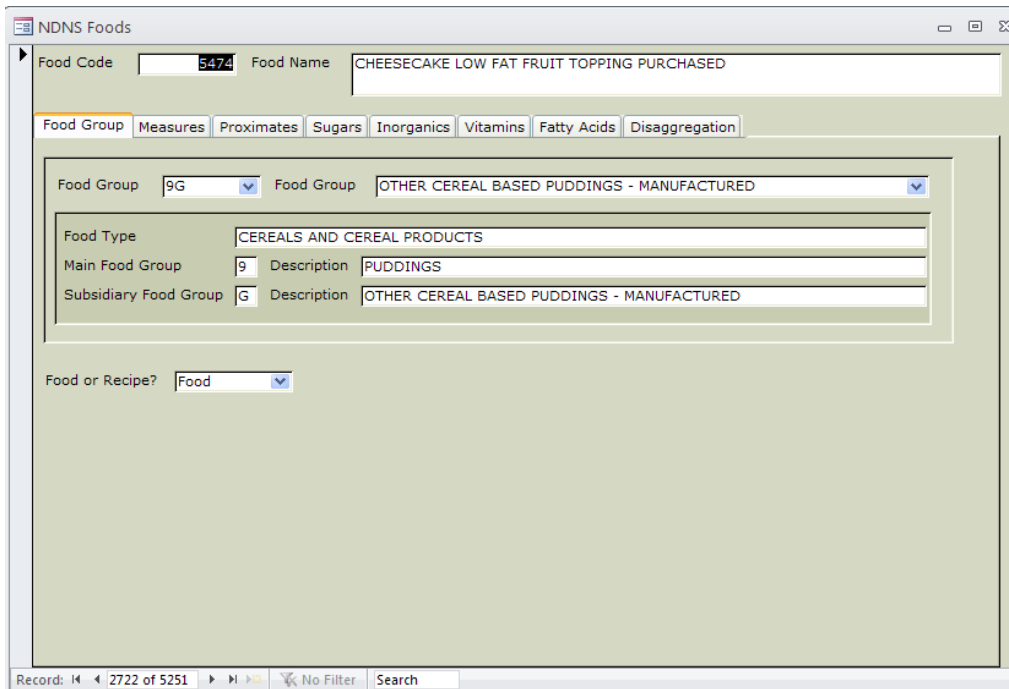 NDNS Foods
Food Code 5474 Food Name CHEESECAKE LOW FAT FRUIT TOPPING PURCHASED
Food Group Measures Proximates Sugars Inorganics Vitamins Fatty Acids Disaggregation
Food Group 9G Food Group OTHER CEREAL BASED PUDDINGS - MANUFACTURED
Food Type CEREALS AND CEREAL PRODUCTS
Main Food Group 9 Description PUDDINGS
Subsidiary Food Group G Description OTHER CEREAL BASED PUDDINGS - MANUFACTURED
Food or Recipe? Food
Record: 2722 of 5251 No Filter Search